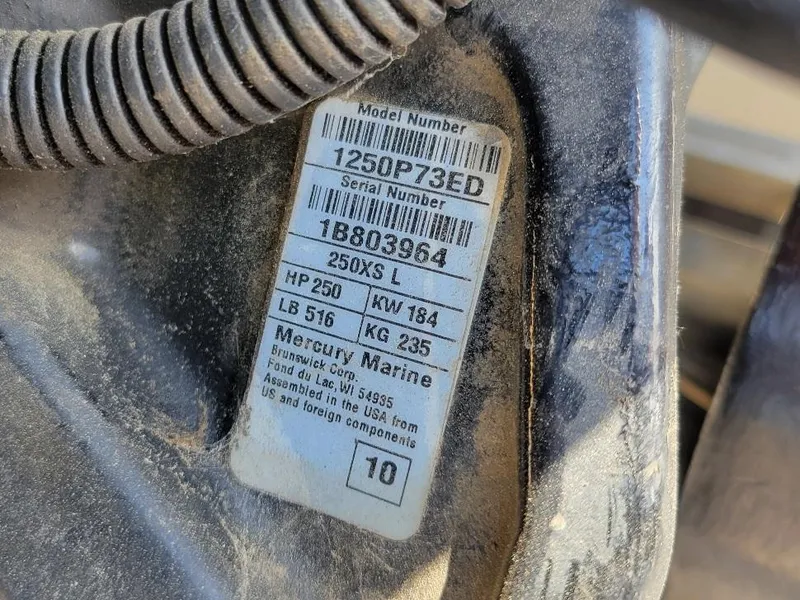 Model Number
1250P73ED
Serial Number
1B803964
250XS L
HP 250 KW 184
LB 516 KG 235
Mercury Marine
Brunswick Corp.
Fond du Lac, WI 54935
Assembled in the USA from
US and foreign components
10